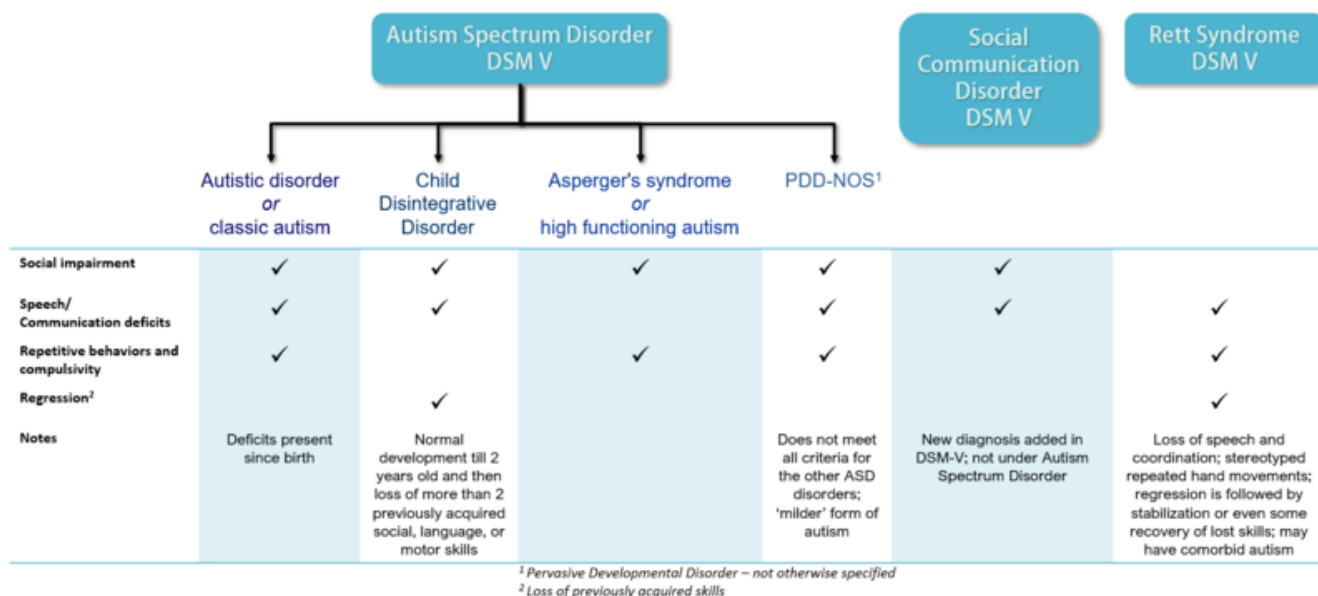 Autism Spectrum Disorder
DSM V
Social
Communication
Disorder
DSM V
Rett Syndrome
DSM V
Autistic disorder
or
classic autism
Child
Disintegrative
Disorder
Asperger's syndrome
or
high functioning autism
PDD-NOS¹
Social impairment
✓ ✓ ✓ ✓ ✓
Speech/
Communication deficits
✓ ✓ ✓ ✓ ✓
Repetitive behaviors and
compulsivity
✓ ✓ ✓ ✓
Regression²
✓ ✓
Notes
Deficits present
since birth
Normal
development till 2
years old and then
loss of more than 2
previously acquired
social, language, or
motor skills
Does not meet
all criteria for
the other ASD
disorders;
‘milder’ form of
autism
New diagnosis added in
DSM-V; not under Autism
Spectrum Disorder
Loss of speech and
coordination; stereotyped
repeated hand movements;
regression is followed by
stabilization or even some
recovery of lost skills; may
have comorbid autism
¹ Pervasive Developmental Disorder – not otherwise specified
² Loss of previously acquired skills